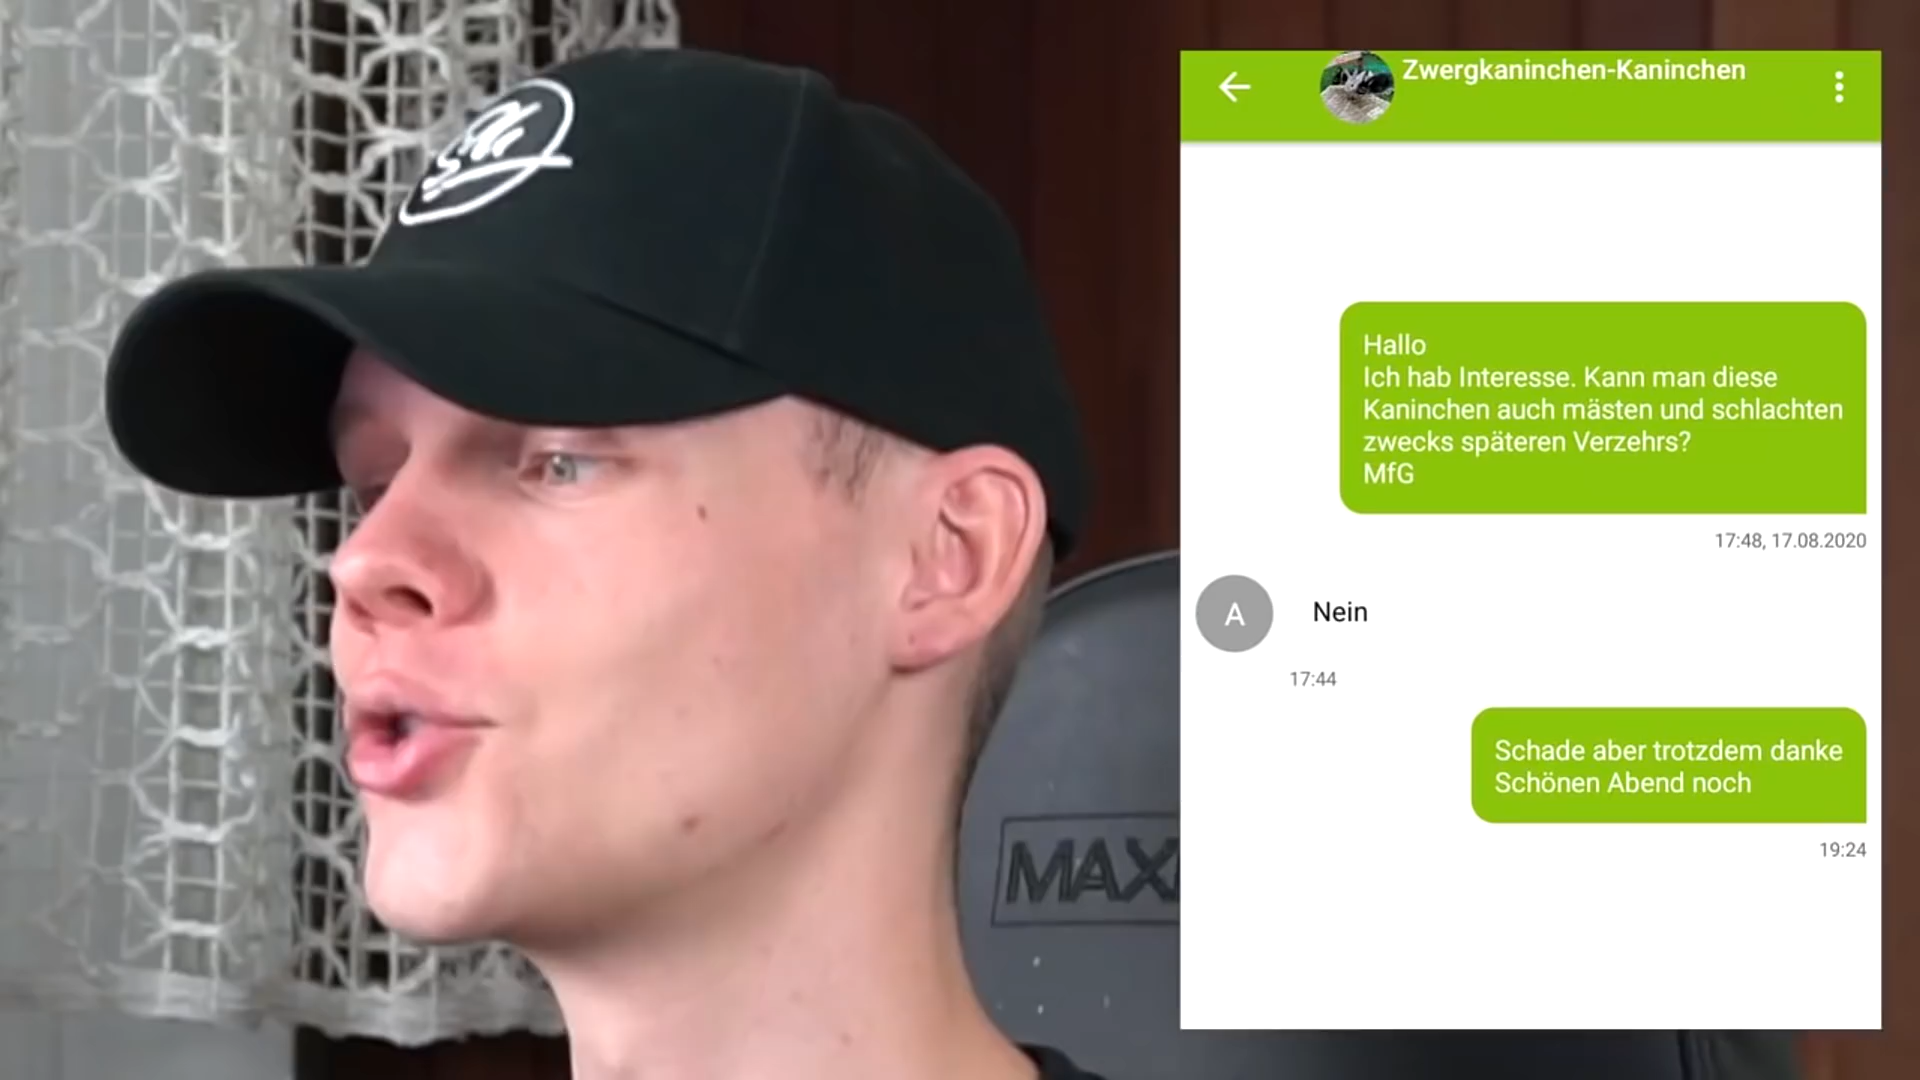 Zwergkaninchen-Kaninchen
Hallo
Ich hab Interesse. Kann man diese
Kaninchen auch mästen und schlachten
zwecks späteren Verzehrs?
MfG
17:48, 17.08.2020
A
Nein
17:44
Schade aber trotzdem danke
Schönen Abend noch
19:24